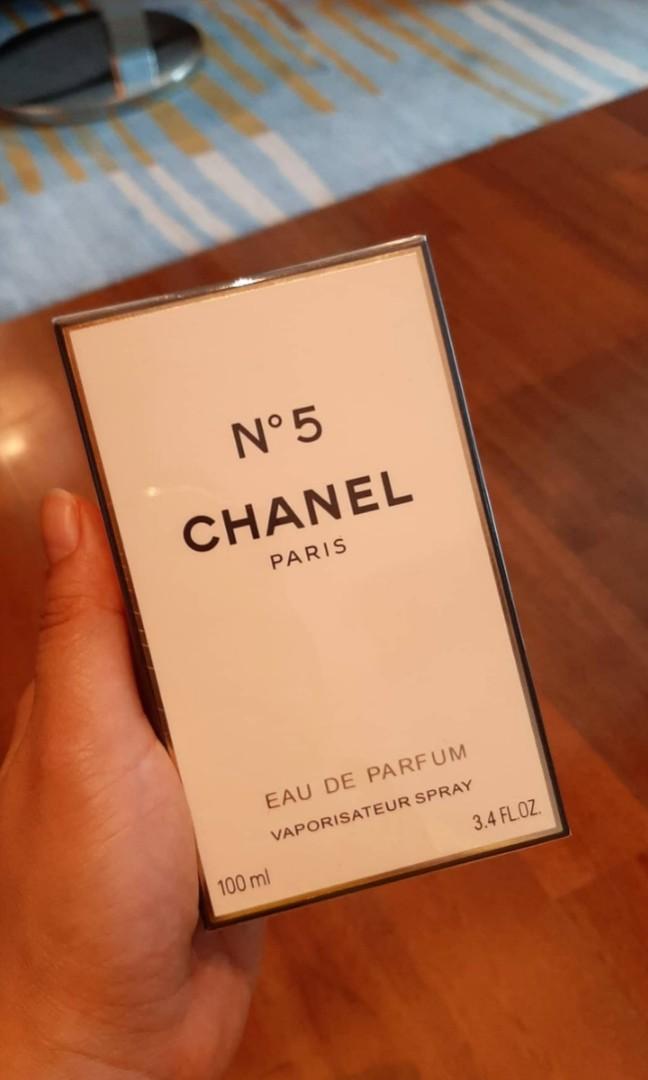 N°5
CHANEL
PARIS
EAU DE PARFUM
VAPORISATEUR SPRAY
100 ml
3.4 FL.OZ.